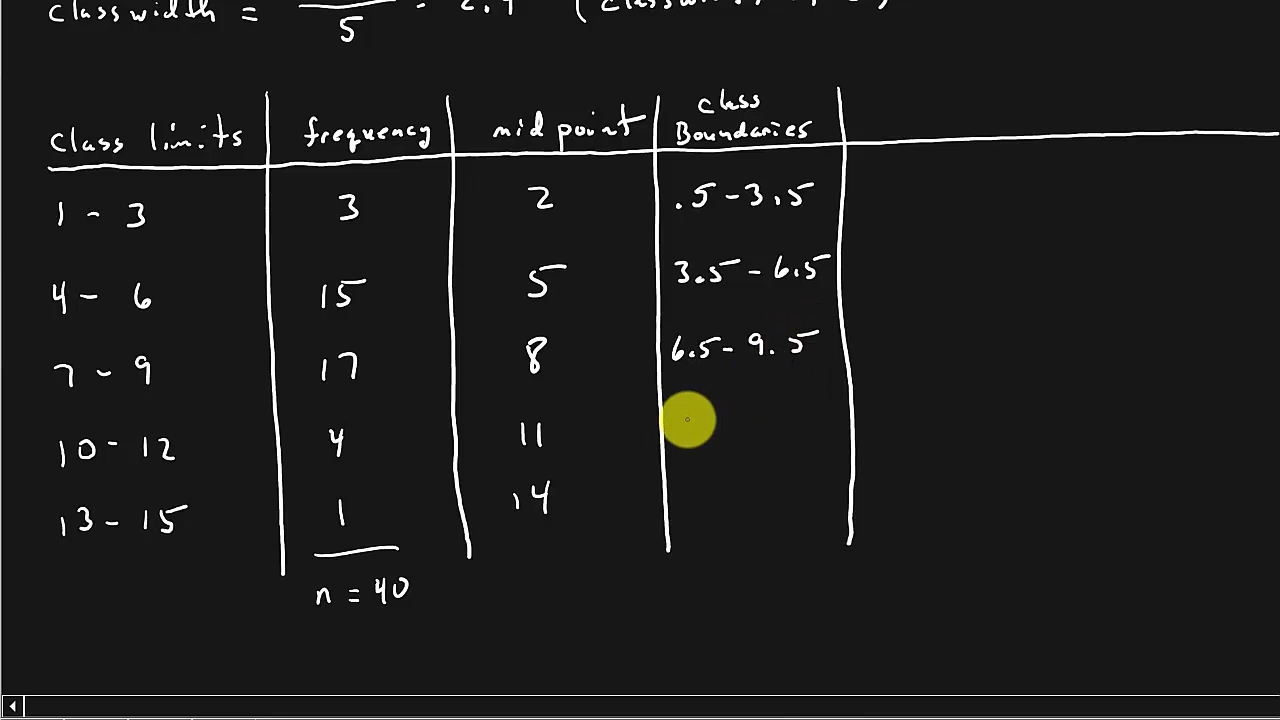 class width =
5
class limits frequency midpoint class Boundaries
1 - 3 3 2 .5 - 3.5
4 - 6 15 5 3.5 - 6.5
7 - 9 17 8 6.5 - 9.5
10 - 12 4 11
13 - 15 1 14
n = 40